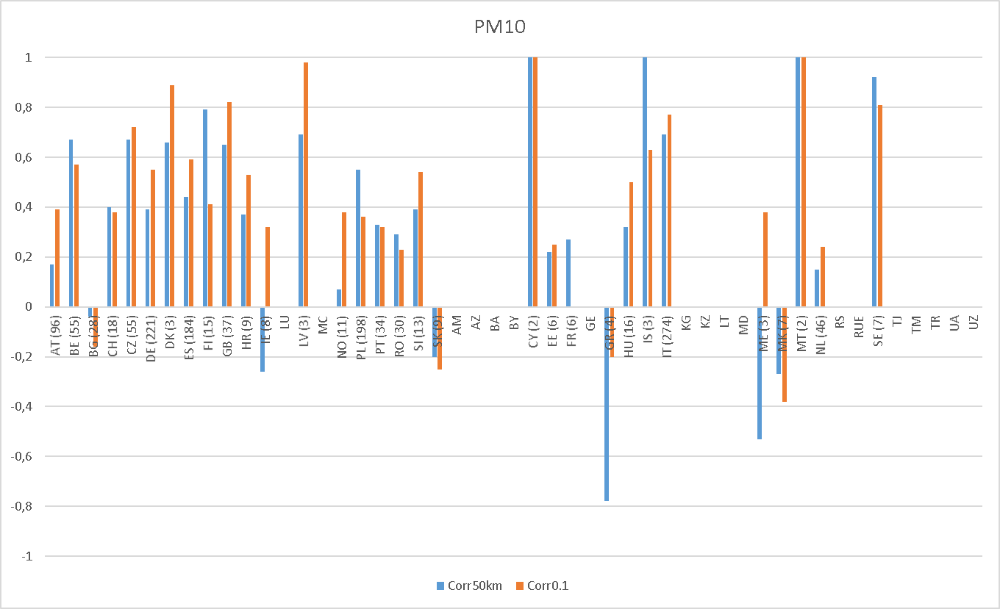 PM10
1
0,8
0,6
0,4
0,2
0
-0,2
-0,4
-0,6
-0,8
-1
AT (96)
BE (55)
BG (28)
CH (18)
CZ (55)
DE (221)
DK (3)
ES (184)
FI (15)
GB (37)
HR (9)
IE (8)
LU
LV (3)
MC
NO (11)
PL (198)
PT (34)
RO (30)
SI (13)
SK (9)
AM
AZ
BA
BY
CY (2)
EE (6)
FR (6)
GE
GR (4)
HU (16)
IS (3)
IT (274)
KG
KZ
LT
MD
ME (3)
MK (7)
MT (2)
NL (46)
RS
RUE
SE (7)
TJ
TM
TR
UA
UZ
Corr50km
Corr0.1